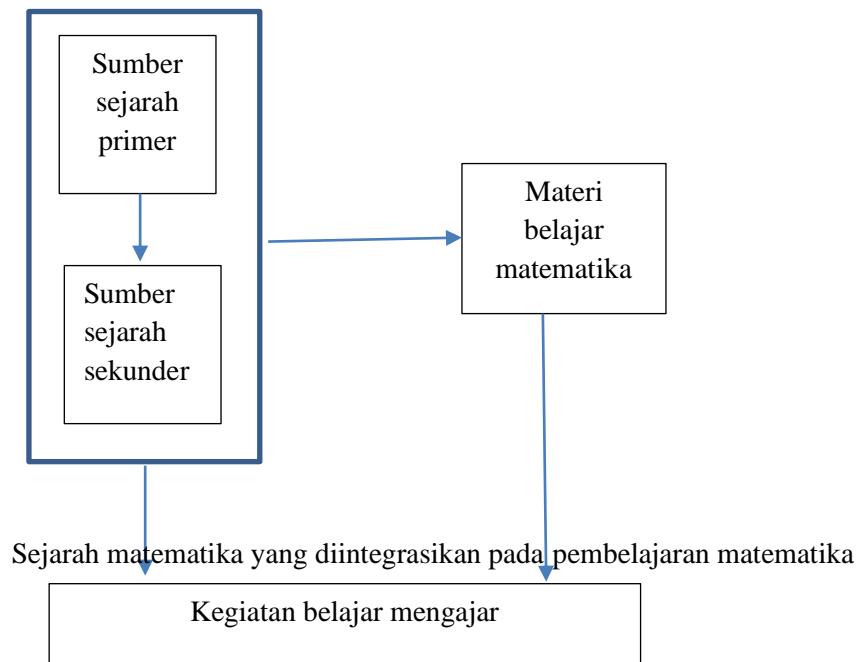 Sumber
sejarah
primer
Sumber
sejarah
sekunder
Materi
belajar
matematika
Sejarah matematika yang diintegrasikan pada pembelajaran matematika
Kegiatan belajar mengajar